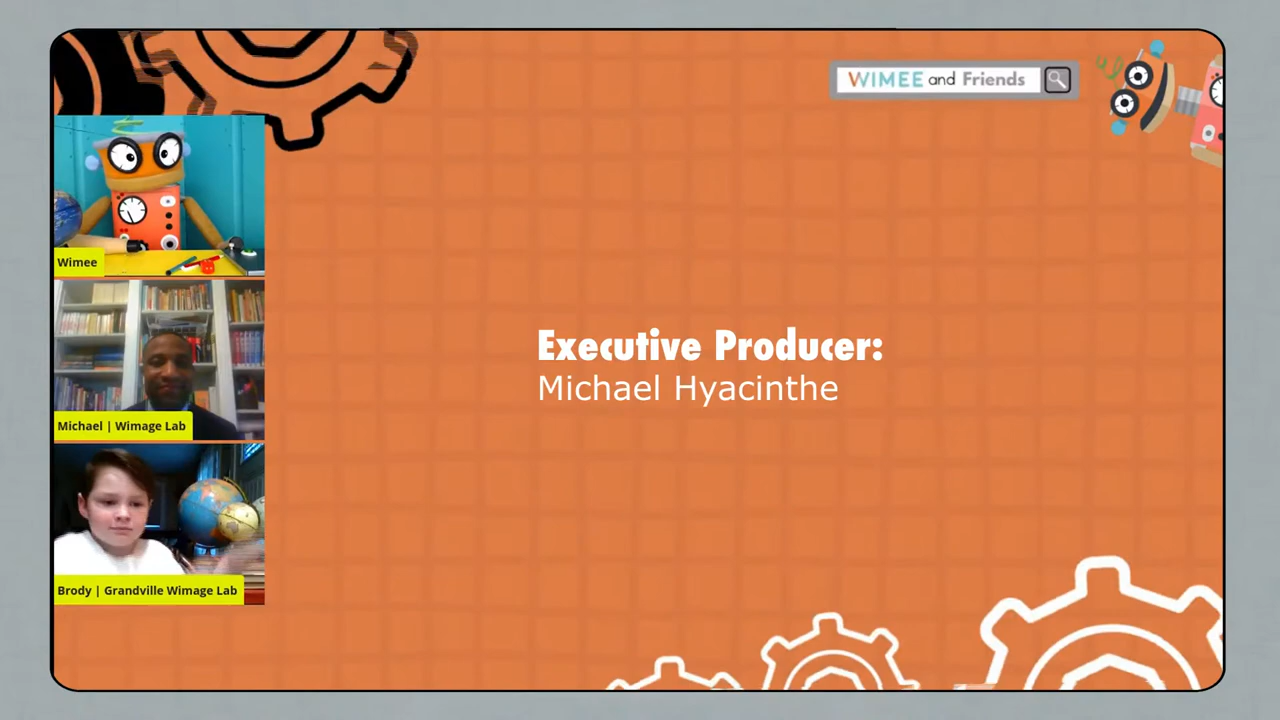 WIMEE and Friends
Wimee
Executive Producer:
Michael Hyacinthe
Michael | Wimage Lab
Brody | Grandville Wimage Lab